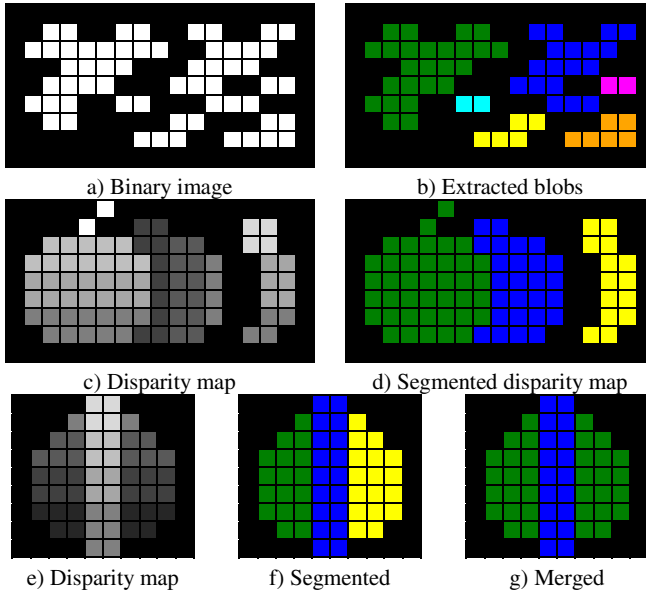 a) Binary image
b) Extracted blobs
c) Disparity map
d) Segmented disparity map
e) Disparity map
f) Segmented
g) Merged